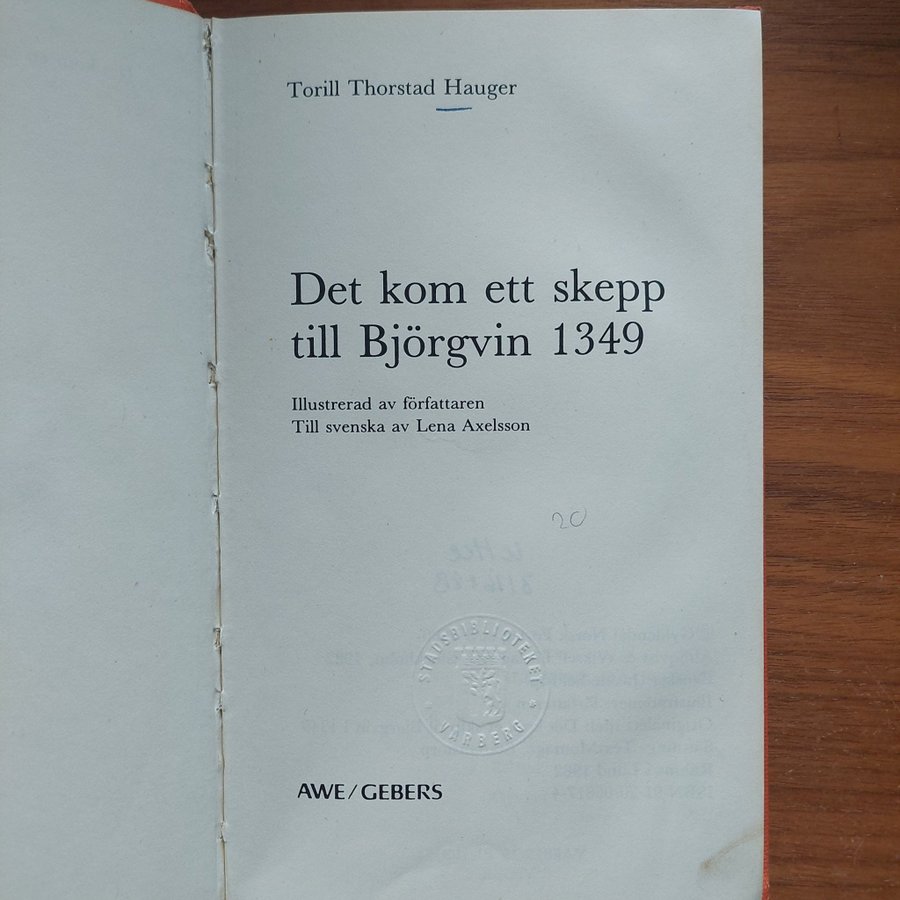 Torill Thorstad Hauger
Det kom ett skepp
till Björgvin 1349
Illustrerad av författaren
Till svenska av Lena Axelsson
20
STADSBIBLIOTEKET
* VARBERG *
AWE/GEBERS